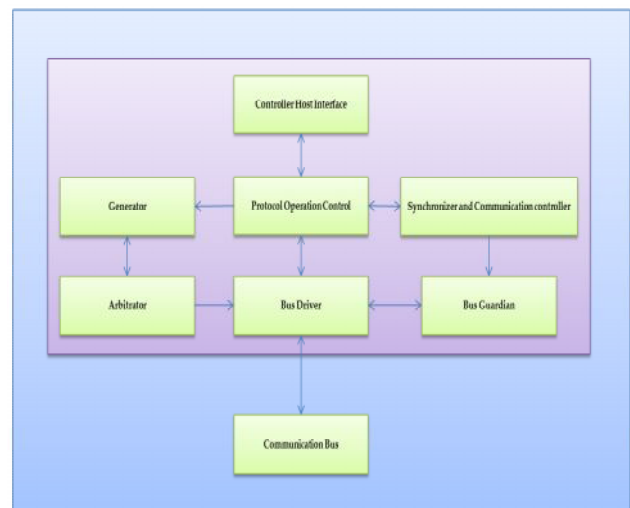 Controller Host Interface
Generator
Protocol Operation Control
Synchronizer and Communication controller
Arbitrator
Bus Driver
Bus Guardian
Communication Bus